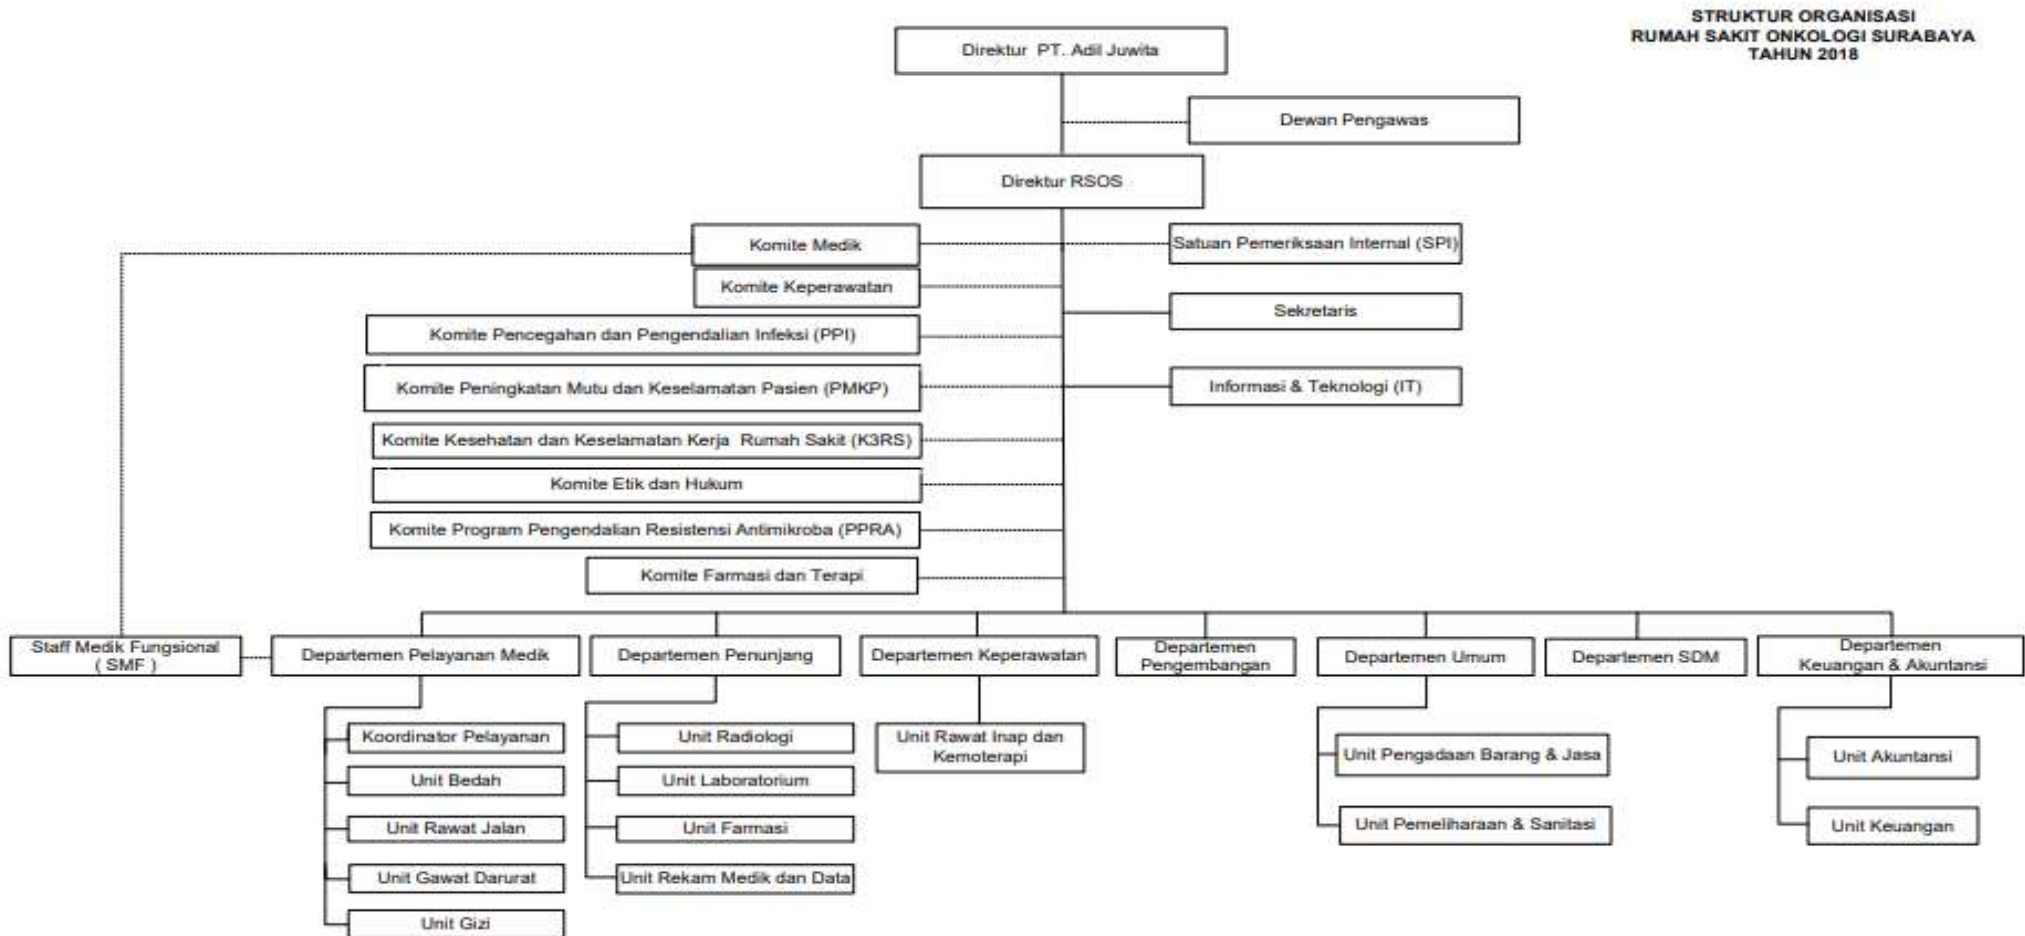 STRUKTUR ORGANISASI
RUMAH SAKIT ONKOLOGI SURABAYA
TAHUN 2018
Direktur PT. Adil Juwita
Dewan Pengawas
Direktur RSOS
Komite Medik
Satuan Pemeriksaan Internal (SPI)
Komite Keperawatan
Sekretaris
Komite Pencegahan dan Pengendalian Infeksi (PPI)
Komite Peningkatan Mutu dan Keselamatan Pasien (PMKP)
Informasi & Teknologi (IT)
Komite Kesehatan dan Keselamatan Kerja Rumah Sakit (K3RS)
Komite Etik dan Hukum
Komite Program Pengendalian Resistensi Antimikroba (PPRA)
Komite Farmasi dan Terapi
Staff Medik Fungsional
( SMF )
Departemen Pelayanan Medik
Departemen Penunjang
Departemen Keperawatan
Departemen
Pengembangan
Departemen Umum
Departemen SDM
Departemen
Keuangan & Akuntansi
Koordinator Pelayanan
Unit Bedah
Unit Rawat Jalan
Unit Gawat Darurat
Unit Gizi
Unit Radiologi
Unit Laboratorium
Unit Farmasi
Unit Rekam Medik dan Data
Unit Rawat Inap dan
Kemoterapi
Unit Pengadaan Barang & Jasa
Unit Pemeliharaan & Sanitasi
Unit Akuntansi
Unit Keuangan